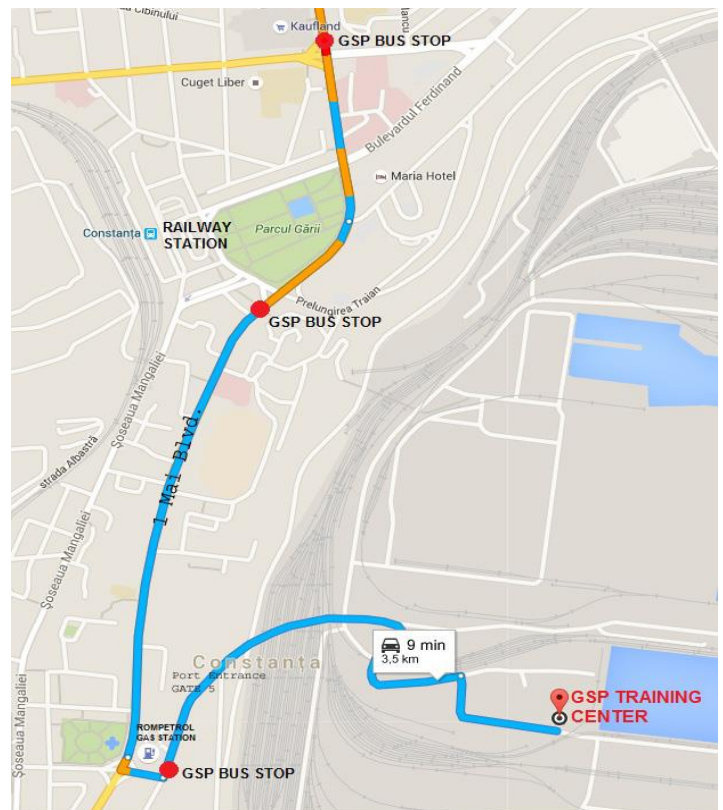 Cibinului
Kaufland
GSP BUS STOP
Cuget Liber
Bulevardul Ferdinand
Maria Hotel
Constanța
RAILWAY
STATION
Parcul Gării
Prelungirea Traian
GSP BUS STOP
Șoseaua Mangaliei
strada Albastră
1 Mai Blvd.
Șoseaua Mangaliei
9 min
3,5 km
Constanta
Port Entrance
GATE 5
GSP TRAINING
CENTER
Șoseaua Mangaliei
ROMPETROL
GAS STATION
GSP BUS STOP